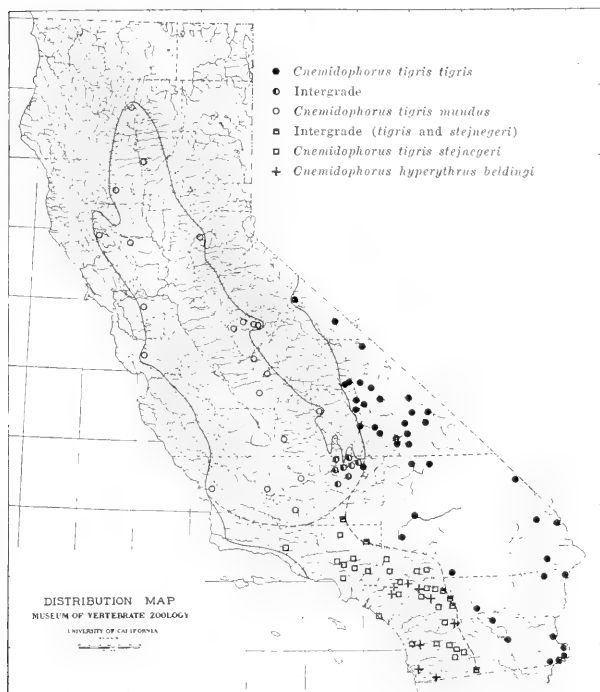 Cnemidophorus tigris tigris
Intergrade
Cnemidophorus tigris mundus
Intergrade (tigris and stejnegeri)
Cnemidophorus tigris stejnegeri
Cnemidophorus hyperythrus beldingi
DISTRIBUTION MAP
MUSEUM OF VERTEBRATE ZOOLOGY
UNIVERSITY OF CALIFORNIA